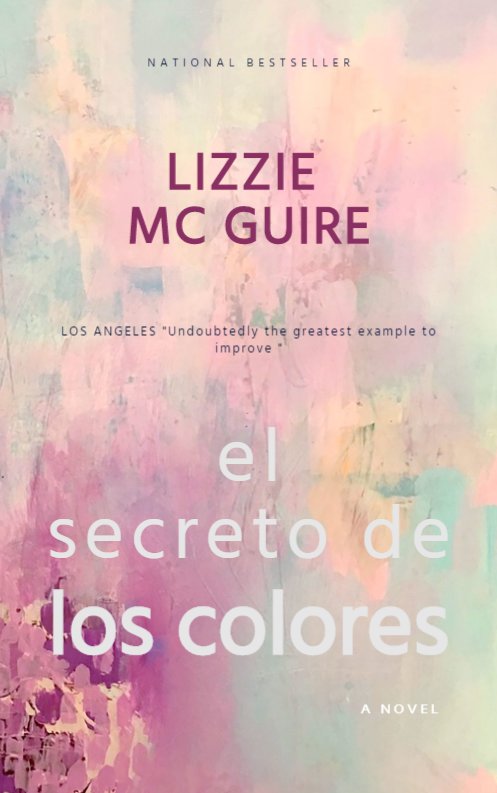 NATIONAL BESTSELLER
LIZZIE
MC GUIRE
LOS ANGELES "Undoubtedly the greatest example to
improve "
el
secreto de
los colores
A NOVEL